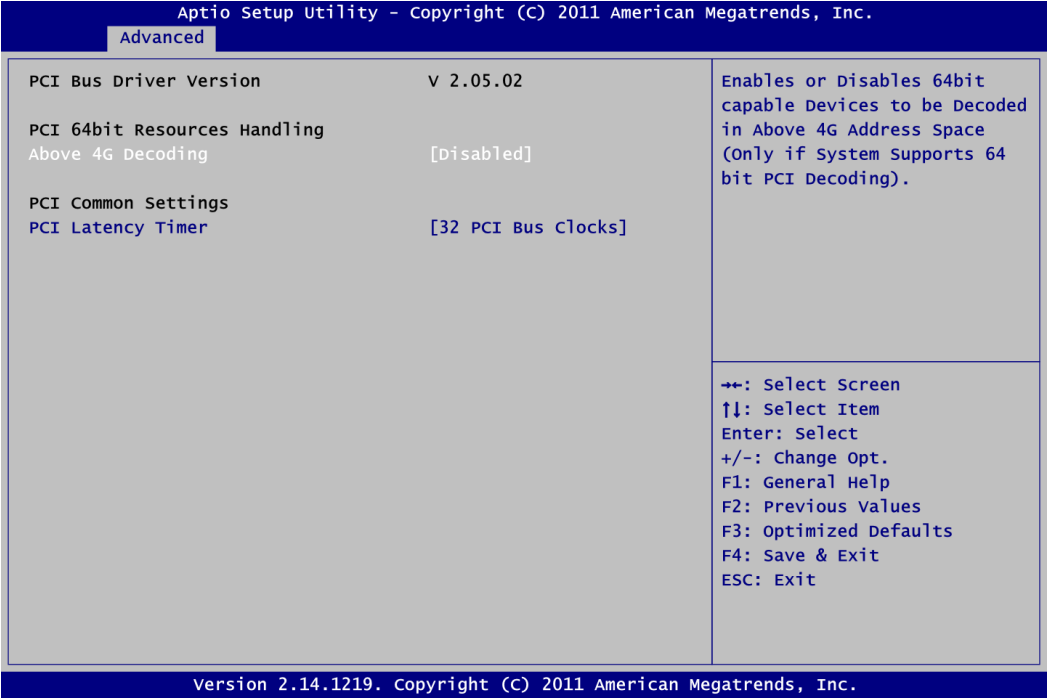 Aptio Setup Utility – Copyright (C) 2011 American Megatrends, Inc.
Advanced
PCI Bus Driver Version V 2.05.02
PCI 64bit Resources Handling
Above 4G Decoding [Disabled]
PCI Common Settings
PCI Latency Timer [32 PCI Bus Clocks]
Enables or Disables 64bit
capable Devices to be Decoded
in Above 4G Address Space
(Only if System Supports 64
bit PCI Decoding).
→←: Select Screen
↑↓: Select Item
Enter: Select
+/-: Change Opt.
F1: General Help
F2: Previous Values
F3: Optimized Defaults
F4: Save & Exit
ESC: Exit
Version 2.14.1219. Copyright (C) 2011 American Megatrends, Inc.